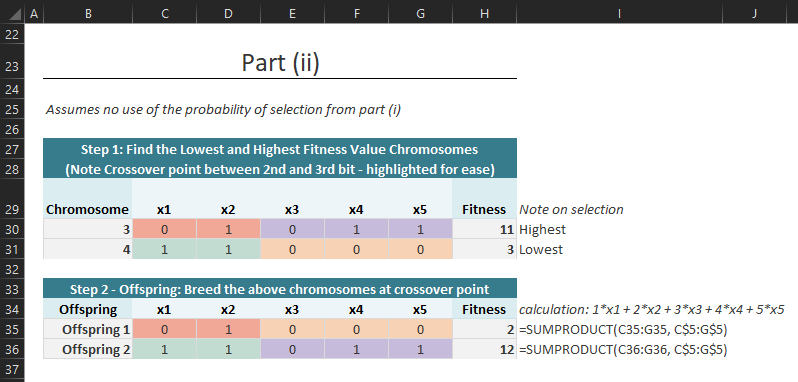 A B C D E F G H I J
22
23 Part (ii)
24
25 Assumes no use of the probability of selection from part (i)
26
27 Step 1: Find the Lowest and Highest Fitness Value Chromosomes
28 (Note Crossover point between 2nd and 3rd bit - highlighted for ease)
29 Chromosome x1 x2 x3 x4 x5 Fitness Note on selection
30 3 0 1 0 1 1 11 Highest
31 4 1 1 0 0 0 3 Lowest
32
33 Step 2 - Offspring: Breed the above chromosomes at crossover point
34 Offspring x1 x2 x3 x4 x5 Fitness calculation: 1*x1 + 2*x2 + 3*x3 + 4*x4 + 5*x5
35 Offspring 1 0 1 0 0 0 2 =SUMPRODUCT(C35:G35, C$5:G$5)
36 Offspring 2 1 1 0 1 1 12 =SUMPRODUCT(C36:G36, C$5:G$5)
37